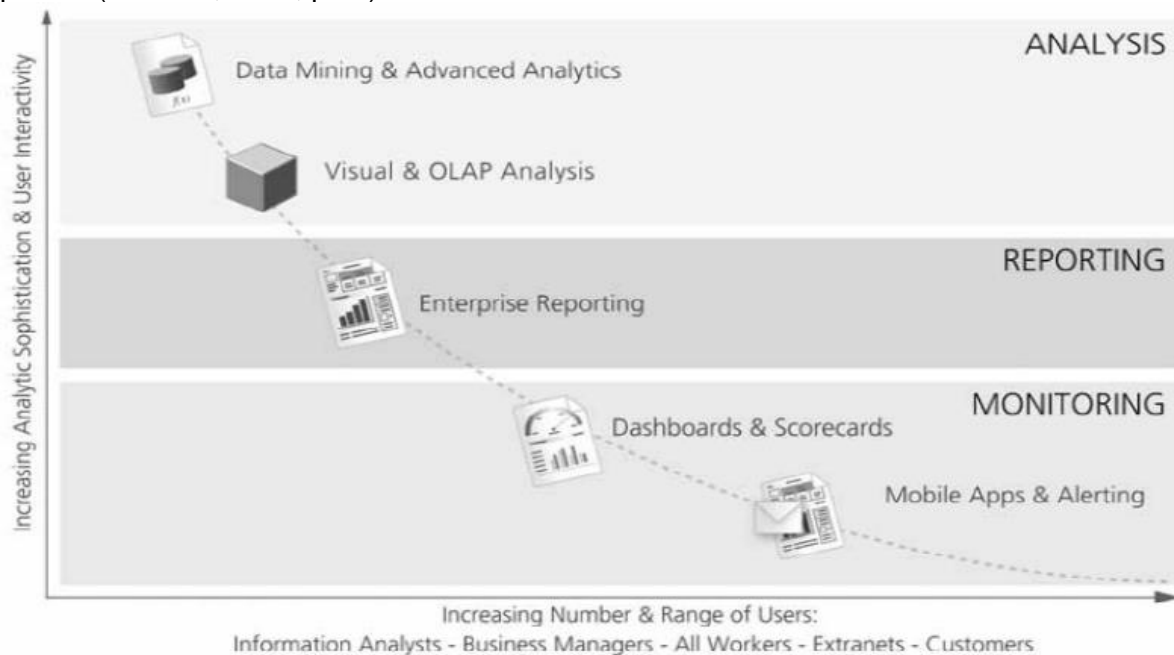 ANALYSIS
Data Mining & Advanced Analytics
f(x)
Visual & OLAP Analysis
REPORTING
Enterprise Reporting
MONITORING
Dashboards & Scorecards
Mobile Apps & Alerting
Increasing Analytic Sophistication & User Interactivity
Increasing Number & Range of Users:
Information Analysts - Business Managers - All Workers - Extranets - Customers